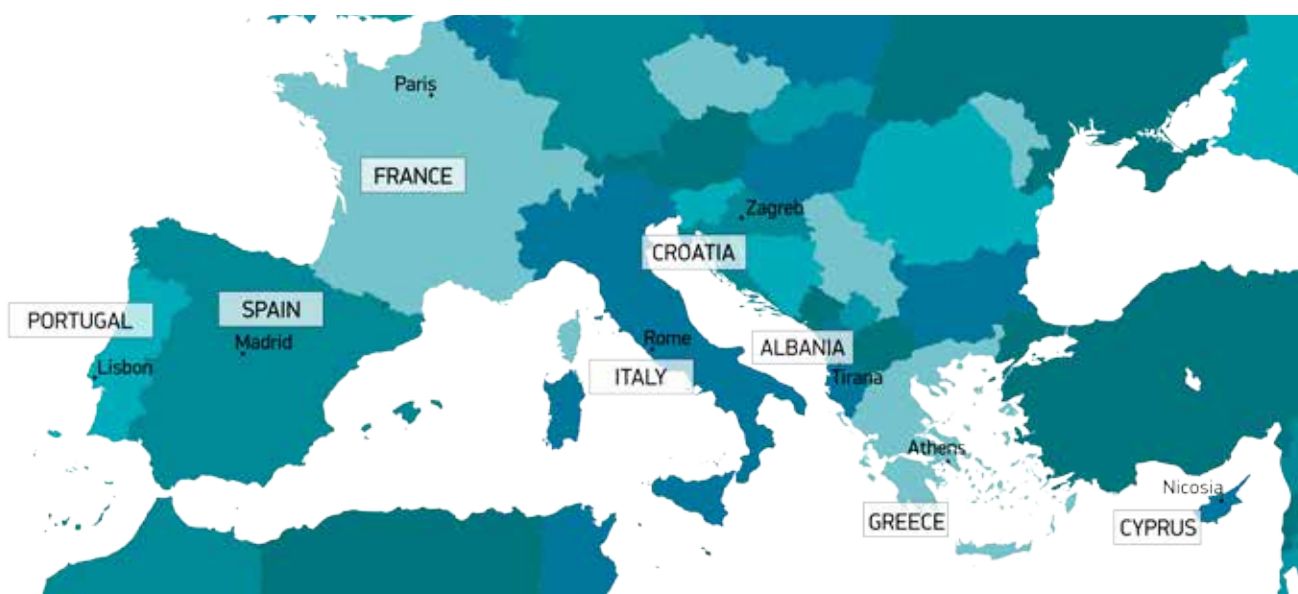 Paris
FRANCE
Zagreb
CROATIA
PORTUGAL
SPAIN
Madrid
Lisbon
Rome
ITALY
ALBANIA
Tirana
Athens
GREECE
Nicosia
CYPRUS